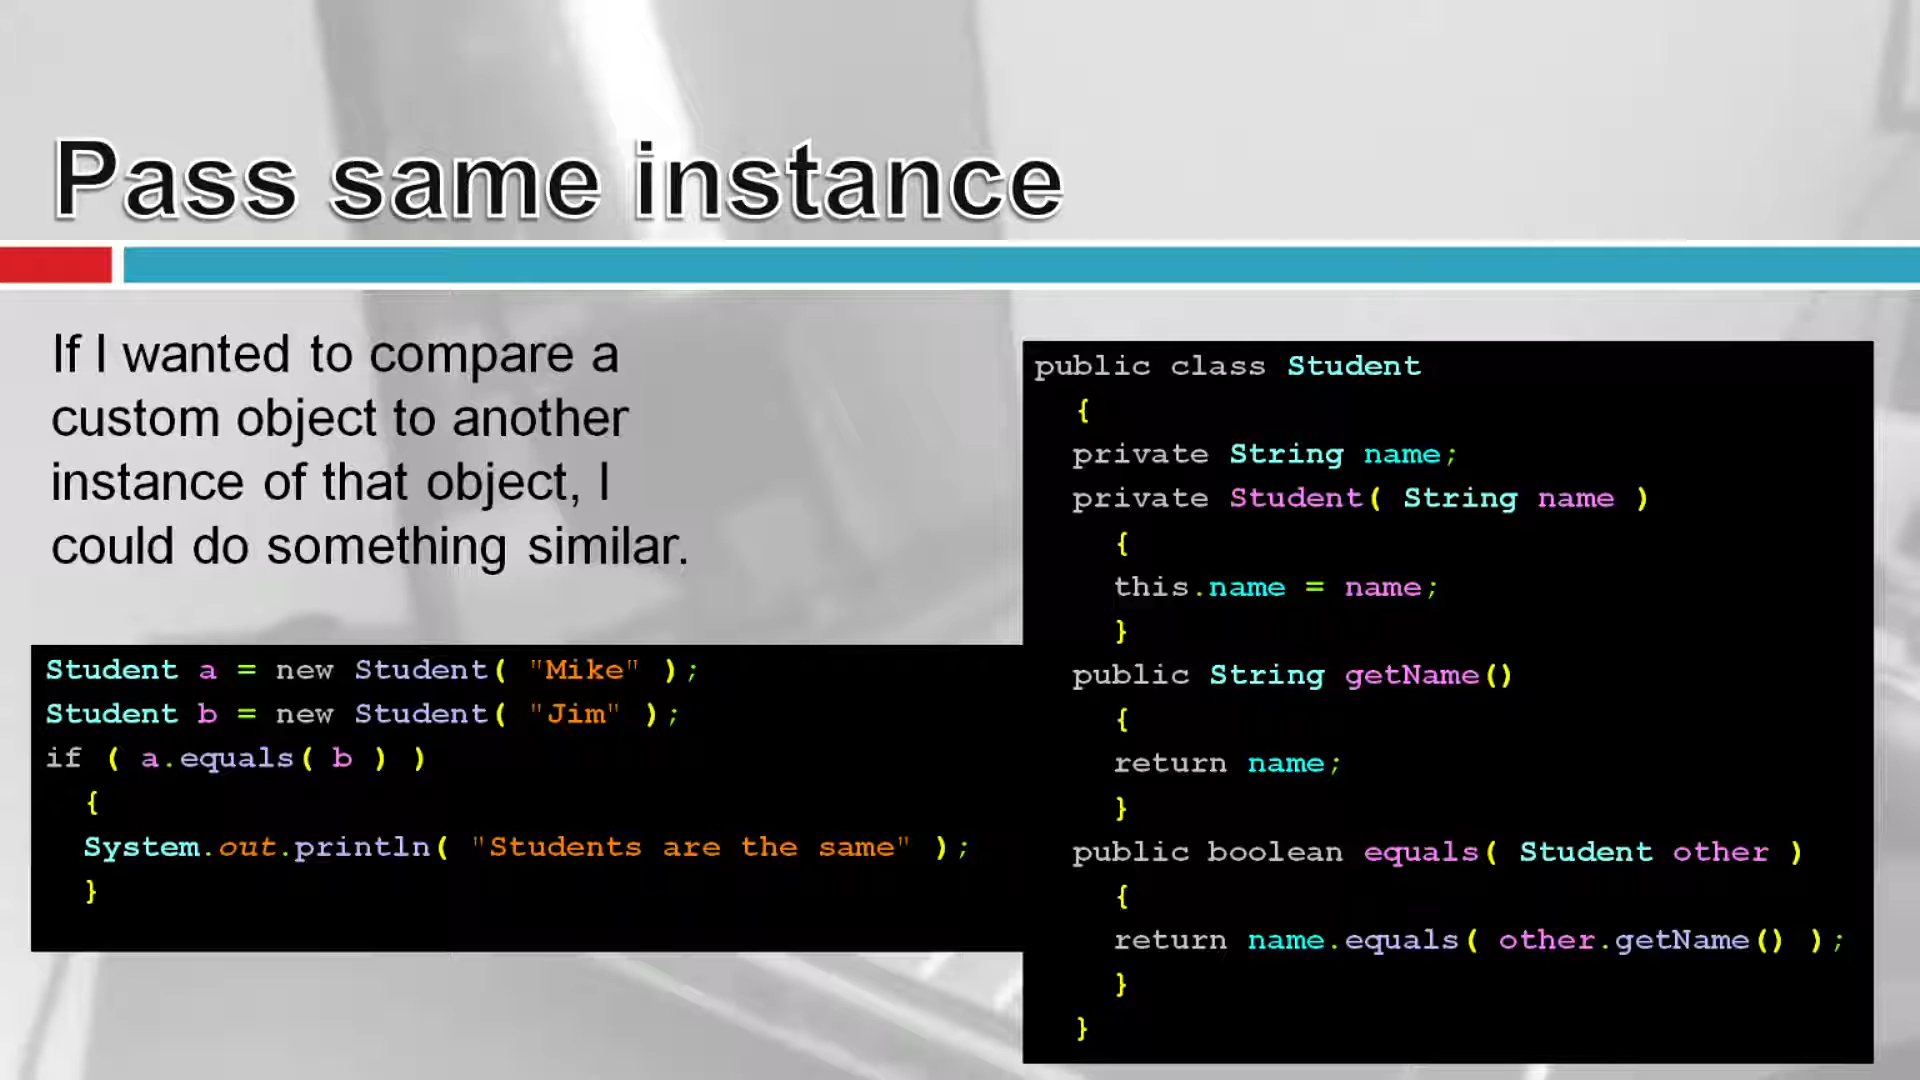 Pass same instance
If I wanted to compare a
custom object to another
instance of that object, I
could do something similar.
Student a = new Student( "Mike" );
Student b = new Student( "Jim" );
if ( a.equals( b ) )
{
System.out.println( "Students are the same" );
}
public class Student
{
private String name;
private Student( String name )
{
this.name = name;
}
public String getName()
{
return name;
}
public boolean equals( Student other )
{
return name.equals( other.getName() );
}
}